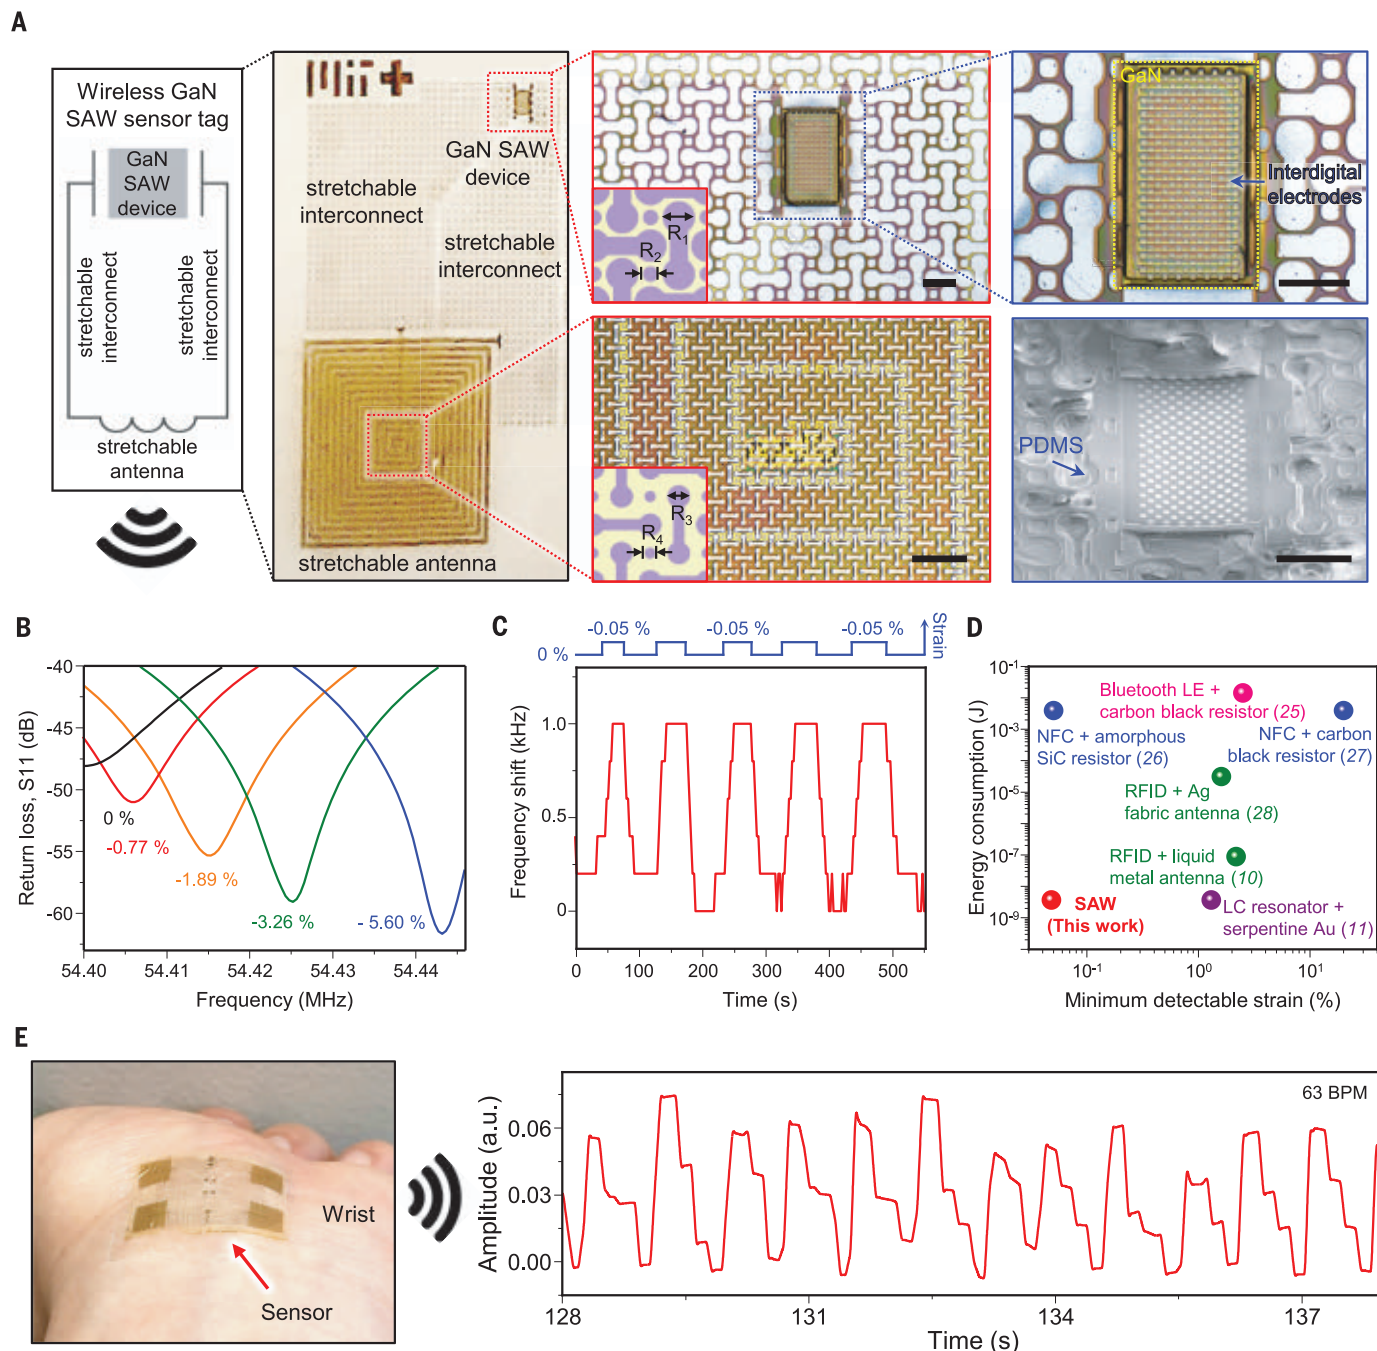 A
Wireless GaN
SAW sensor tag
GaN
SAW
device
stretchable
interconnect
stretchable
interconnect
stretchable
antenna
GaN SAW
device
stretchable
interconnect
stretchable
interconnect
stretchable antenna
R1
R2
R3
R4
GaN
Interdigital
electrodes
PDMS
B
-40
-45
-50
-55
-60
Return loss, S11 (dB)
0 %
-0.77 %
-1.89 %
-3.26 %
- 5.60 %
54.40
54.41
54.42
54.43
54.44
Frequency (MHz)
C
-0.05 %
-0.05 %
-0.05 %
0 %
Strain
1.0
0.5
0
Frequency shift (kHz)
0
100
200
300
400
500
Time (s)
D
10-1
10-3
10-5
10-7
10-9
Energy consumption (J)
Bluetooth LE +
carbon black resistor (25)
NFC + amorphous
SiC resistor (26)
NFC + carbon
black resistor (27)
RFID + Ag
fabric antenna (28)
RFID + liquid
metal antenna (10)
SAW
(This work)
LC resonator +
serpentine Au (11)
10-1
100
101
Minimum detectable strain (%)
E
Wrist
Sensor
63 BPM
0.06
0.03
0.00
Amplitude (a.u.)
128
131
134
137
Time (s)